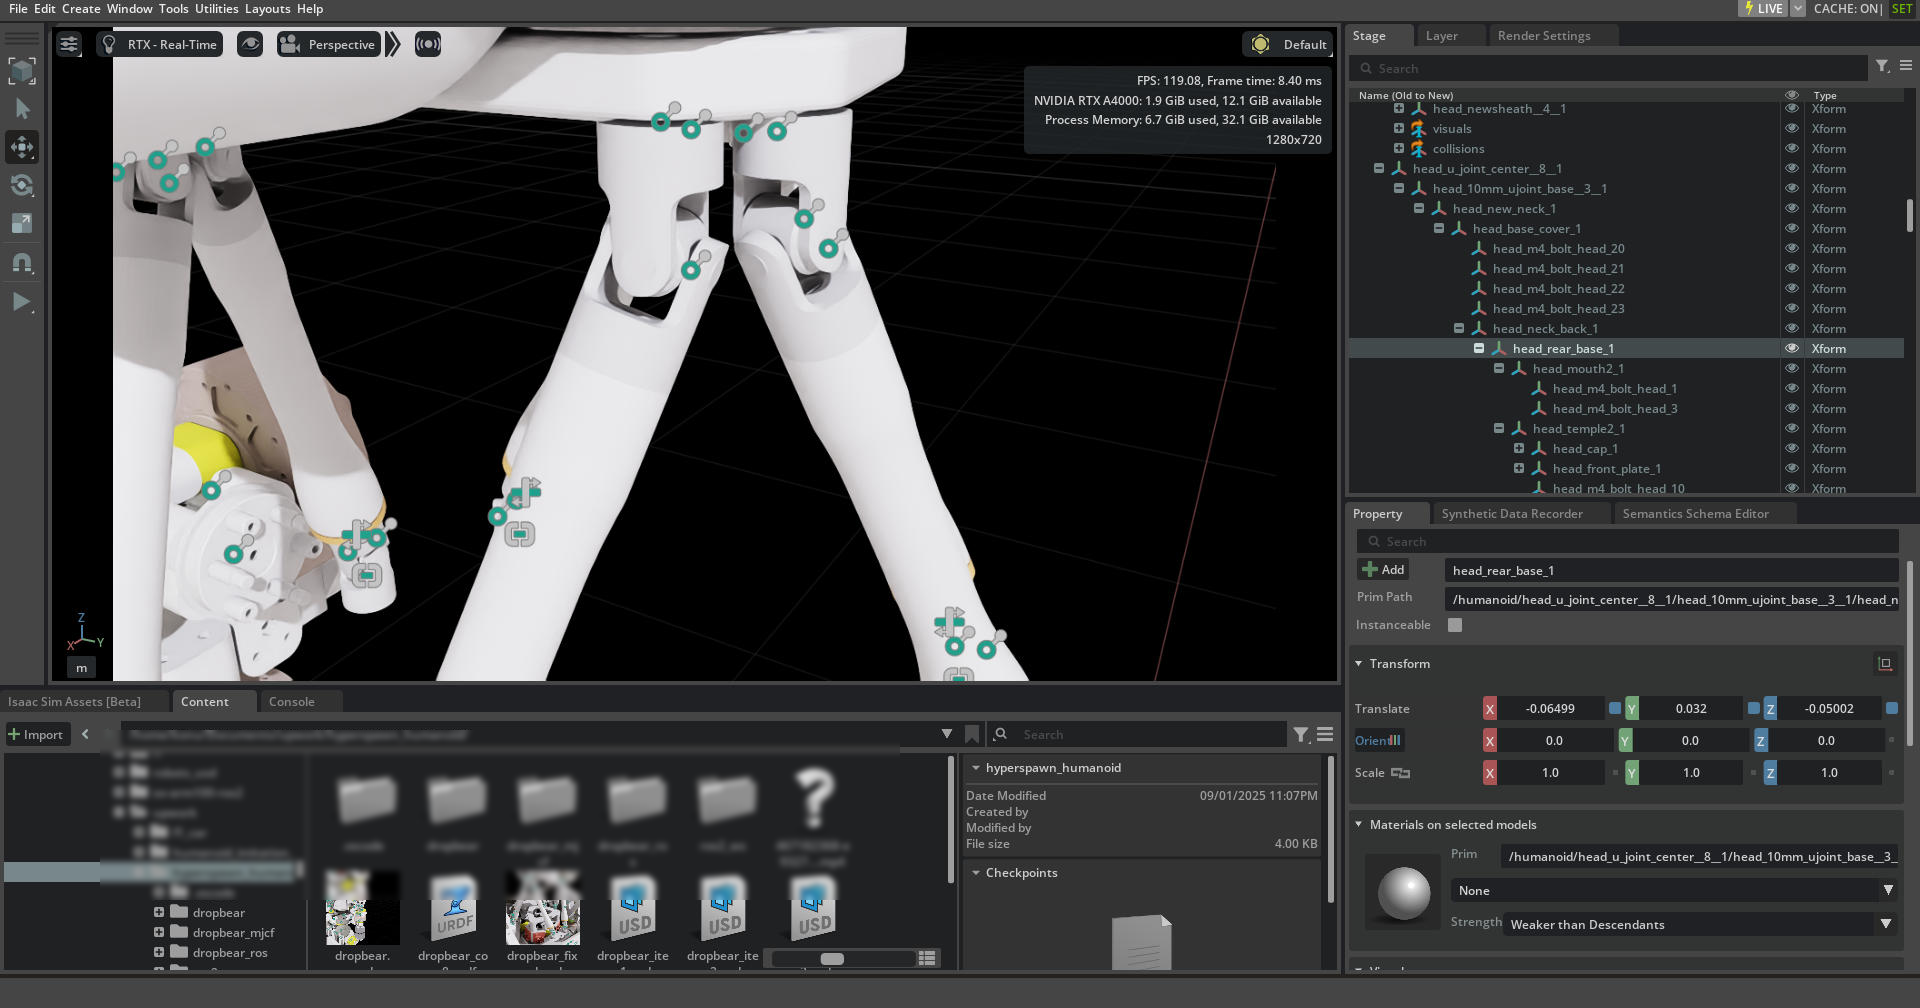 File Edit Create Window Tools Utilities Layouts Help
LIVE CACHE: ON| SET
RTX - Real-Time
Perspective
Default
FPS: 119.08, Frame time: 8.40 ms
NVIDIA RTX A4000: 1.9 GiB used, 12.1 GiB available
Process Memory: 6.7 GiB used, 32.1 GiB available
1280x720
Z
X Y
m
Stage Layer Render Settings
Search
Name (Old to New) Type
head_newsheath__4__1 Xform
visuals Xform
collisions Xform
head_u_joint_center__8__1 Xform
head_10mm_ujoint_base__3__1 Xform
head_new_neck_1 Xform
head_base_cover_1 Xform
head_m4_bolt_head_20 Xform
head_m4_bolt_head_21 Xform
head_m4_bolt_head_22 Xform
head_m4_bolt_head_23 Xform
head_neck_back_1 Xform
head_rear_base_1 Xform
head_mouth2_1 Xform
head_m4_bolt_head_1 Xform
head_m4_bolt_head_3 Xform
head_temple2_1 Xform
head_cap_1 Xform
head_front_plate_1 Xform
head_m4_bolt_head_10 Xform
Property Synthetic Data Recorder Semantics Schema Editor
Search
Add head_rear_base_1
Prim Path /humanoid/head_u_joint_center__8__1/head_10mm_ujoint_base__3__1/head_n
Instanceable
Transform
Translate X -0.06499 Y 0.032 Z -0.05002
Orient X 0.0 Y 0.0 Z 0.0
Scale X 1.0 Y 1.0 Z 1.0
Materials on selected models
Prim /humanoid/head_u_joint_center__8__1/head_10mm_ujoint_base__3_
None
Strength Weaker than Descendants
Isaac Sim Assets [Beta] Content Console
Import
Search
dropbear
dropbear_mjcf
dropbear_ros
URDF
USD
USD
USD
dropbear.
dropbear_co
dropbear_fix
dropbear_ite
dropbear_ite
hyperspawn_humanoid
Date Modified 09/01/2025 11:07PM
Created by
Modified by
File size 4.00 KB
Checkpoints